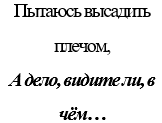 Пытаюсь высадить
плечом,
А дело, видите ли, в
чём…